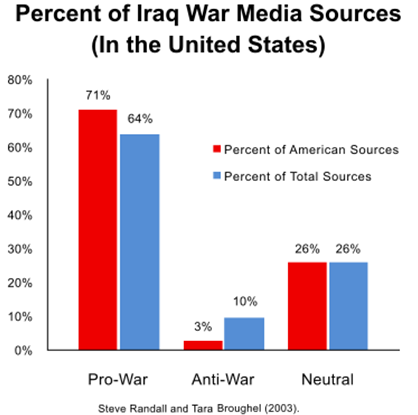 Percent of Iraq War Media Sources
(In the United States)
80%
70%
60%
50%
40%
30%
20%
10%
0%
71%
64%
3%
10%
26%
26%
Percent of American Sources
Percent of Total Sources
Pro-War
Anti-War
Neutral
Steve Randall and Tara Broughel (2003).